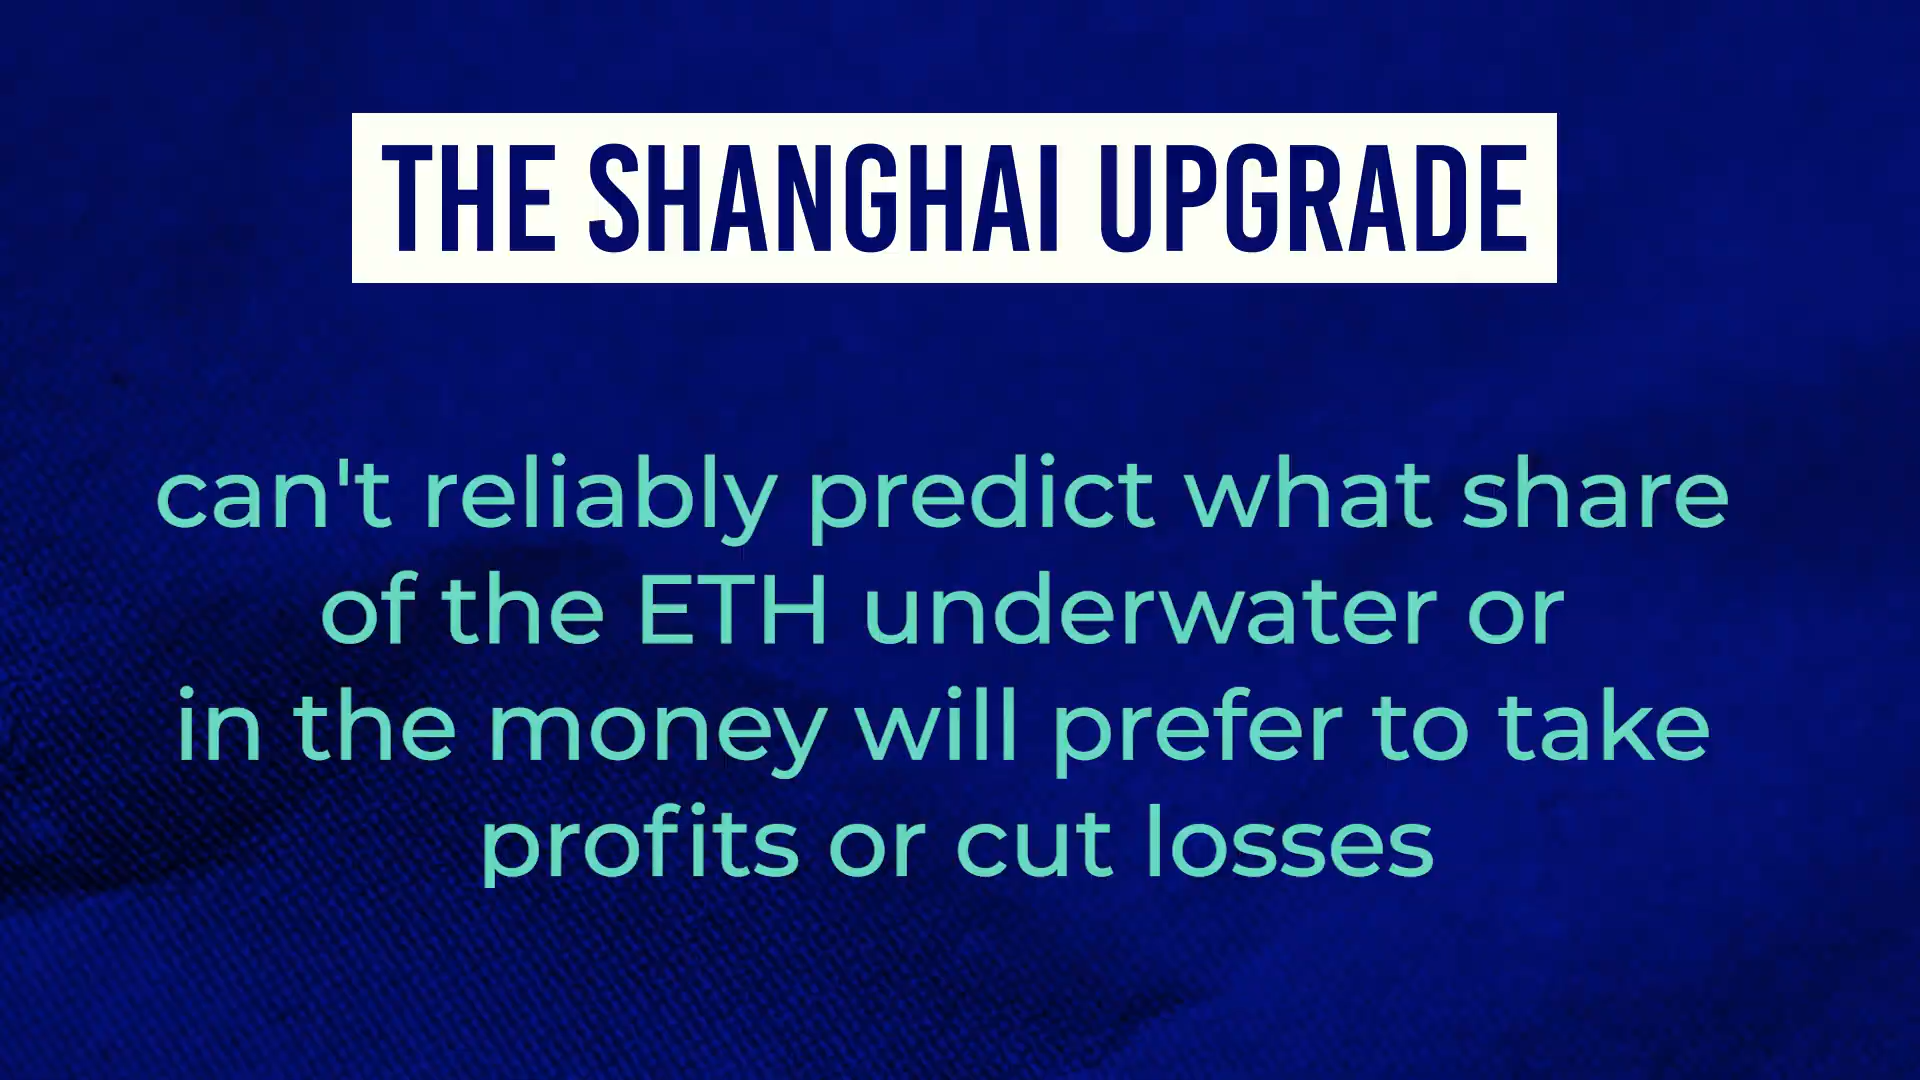 THE SHANGHAI UPGRADE
can't reliably predict what share
of the ETH underwater or
in the money will prefer to take
profits or cut losses